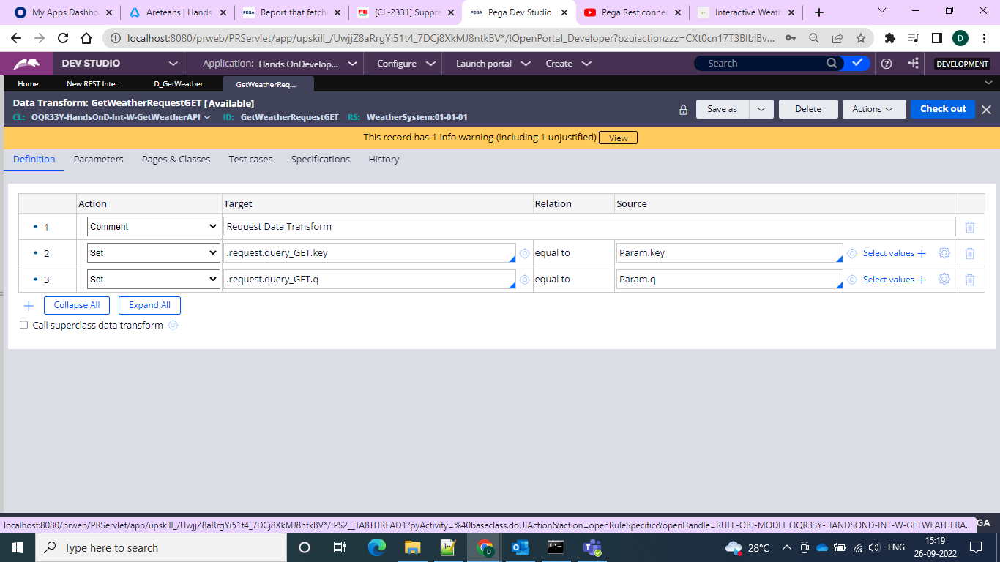 My Apps Dashbo
Areteans | Hands
PEGA Report that fetch
FE [CL-2331] Suppre
PEGA Pega Dev Studio
Pega Rest connec
Interactive Weath
localhost:8080/prweb/PRServlet/app/upskill_/UwjjZ8aRrgYi51t4_7DCj8XkMJ8ntkBV*/!OpenPortal_Developer?pzuiactionzzz=CXt0cn17T3BlblBv...
D
DEV STUDIO
Application: Hands OnDevelop...
Configure
Launch portal
Create
Search
DEVELOPMENT
Home
New REST Inte...
D_GetWeather
GetWeatherReq...
Data Transform: GetWeatherRequestGET [Available]
CL: OQR33Y-HandsOnD-Int-W-GetWeatherAPI ID: GetWeatherRequestGET RS: WeatherSystem:01-01-01
Save as
Delete
Actions
Check out
This record has 1 info warning (including 1 unjustified) View
Definition
Parameters
Pages & Classes
Test cases
Specifications
History
Action Target Relation Source
1 Comment Request Data Transform
2 Set .request.query_GET.key equal to Param.key Select values
3 Set .request.query_GET.q equal to Param.q Select values
Collapse All
Expand All
Call superclass data transform
localhost:8080/prweb/PRServlet/app/upskill_/UwjjZ8aRrgYi51t4_7DCj8XkMJ8ntkBV*/!PS2__TABTHREAD1?pyActivity=%40baseclass.doUIAction&action=openRuleSpecific&openHandle=RULE-OBJ-MODEL OQR33Y-HANDSOND-INT-W-GETWEATHERA...
GA
Type here to search
28°C
ENG
15:19
26-09-2022